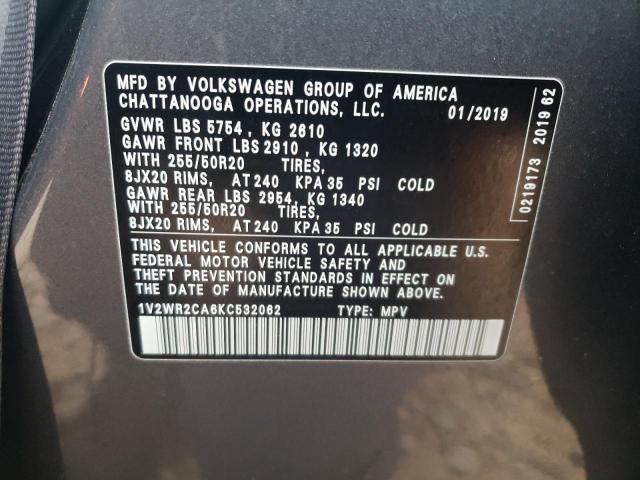 MFD BY VOLKSWAGEN GROUP OF AMERICA
CHATTANOOGA OPERATIONS, LLC. 01/2019
GVWR LBS 5754 , KG 2610
GAWR FRONT LBS 2910 , KG 1320
WITH 255/50R20 TIRES,
8JX20 RIMS, AT 240 KPA 35 PSI COLD
GAWR REAR LBS 2954, KG 1340
WITH 255/50R20 TIRES,
8JX20 RIMS, AT 240 KPA 35 PSI COLD
THIS VEHICLE CONFORMS TO ALL APPLICABLE U.S.
FEDERAL MOTOR VEHICLE SAFETY AND
THEFT PREVENTION STANDARDS IN EFFECT ON
THE DATE OF MANUFACTURE SHOWN ABOVE
1V2WR2CA6KC532062 TYPE: MPV
0219173 2019 62